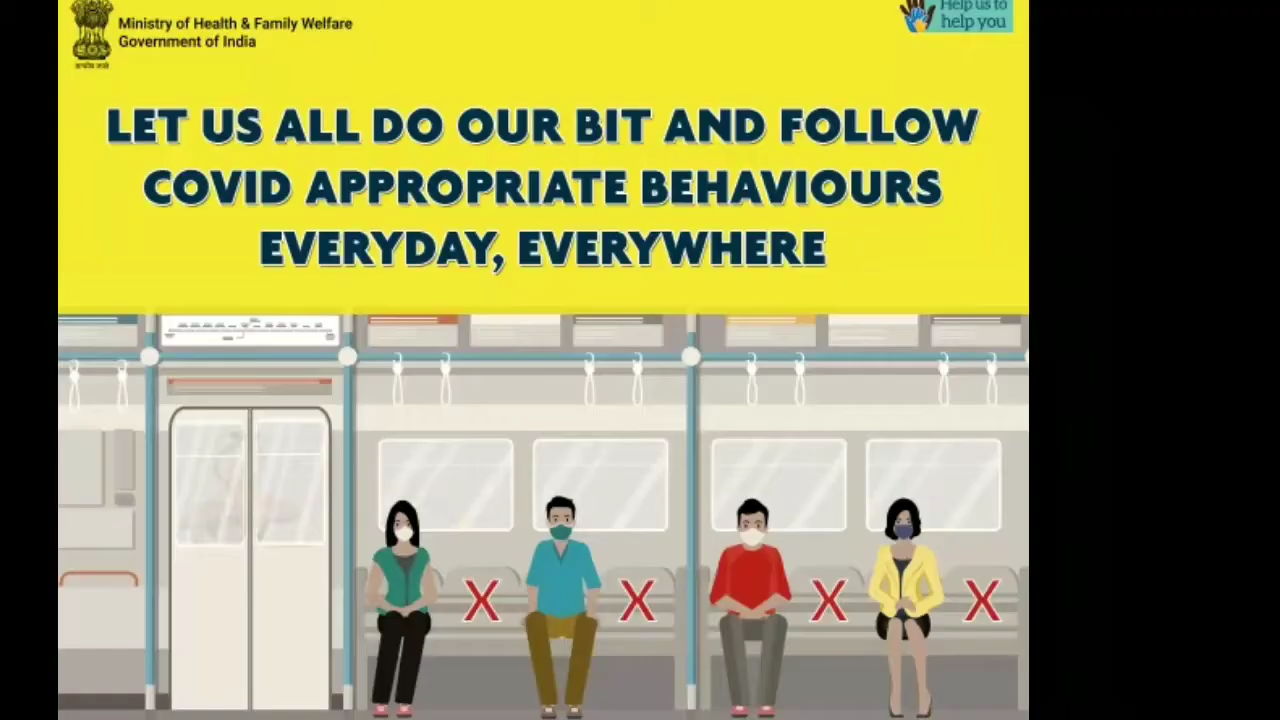 Ministry of Health & Family Welfare
Government of India
Help us to
help you
LET US ALL DO OUR BIT AND FOLLOW
COVID APPROPRIATE BEHAVIOURS
EVERYDAY, EVERYWHERE
X X X X